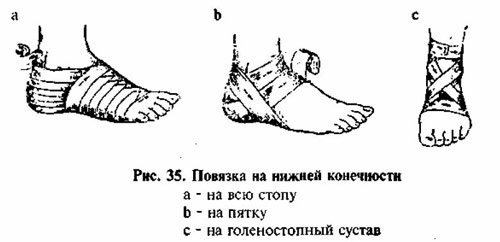 a b c
Рис. 35. Повязка на нижней конечности
a - на всю стопу
b - на пятку
c - на голеностопный сустав